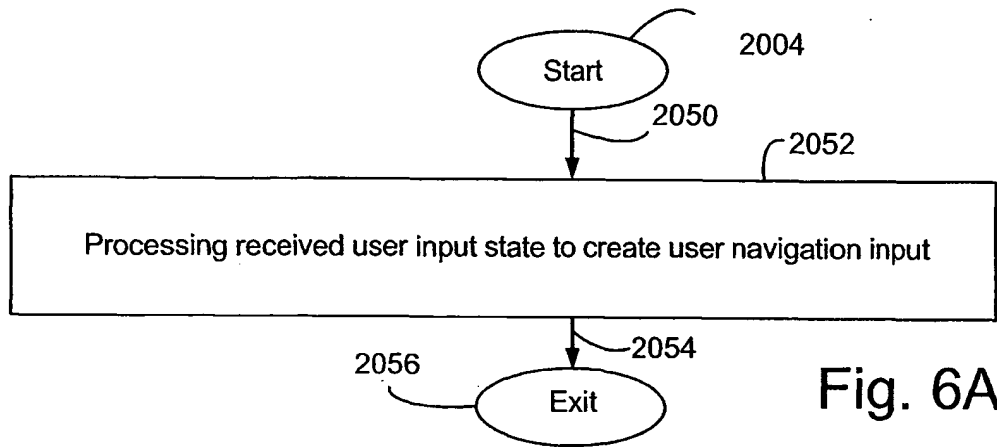 2004
Start
2050
2052
Processing received user input state to create user navigation input
2054
2056
Exit
Fig. 6A